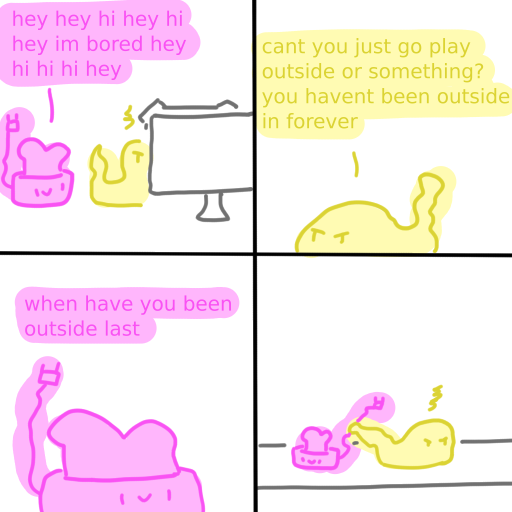 hey hey hi hey hi
hey im bored hey
hi hi hi hey
cant you just go play
outside or something?
you havent been outside
in forever
when have you been
outside last